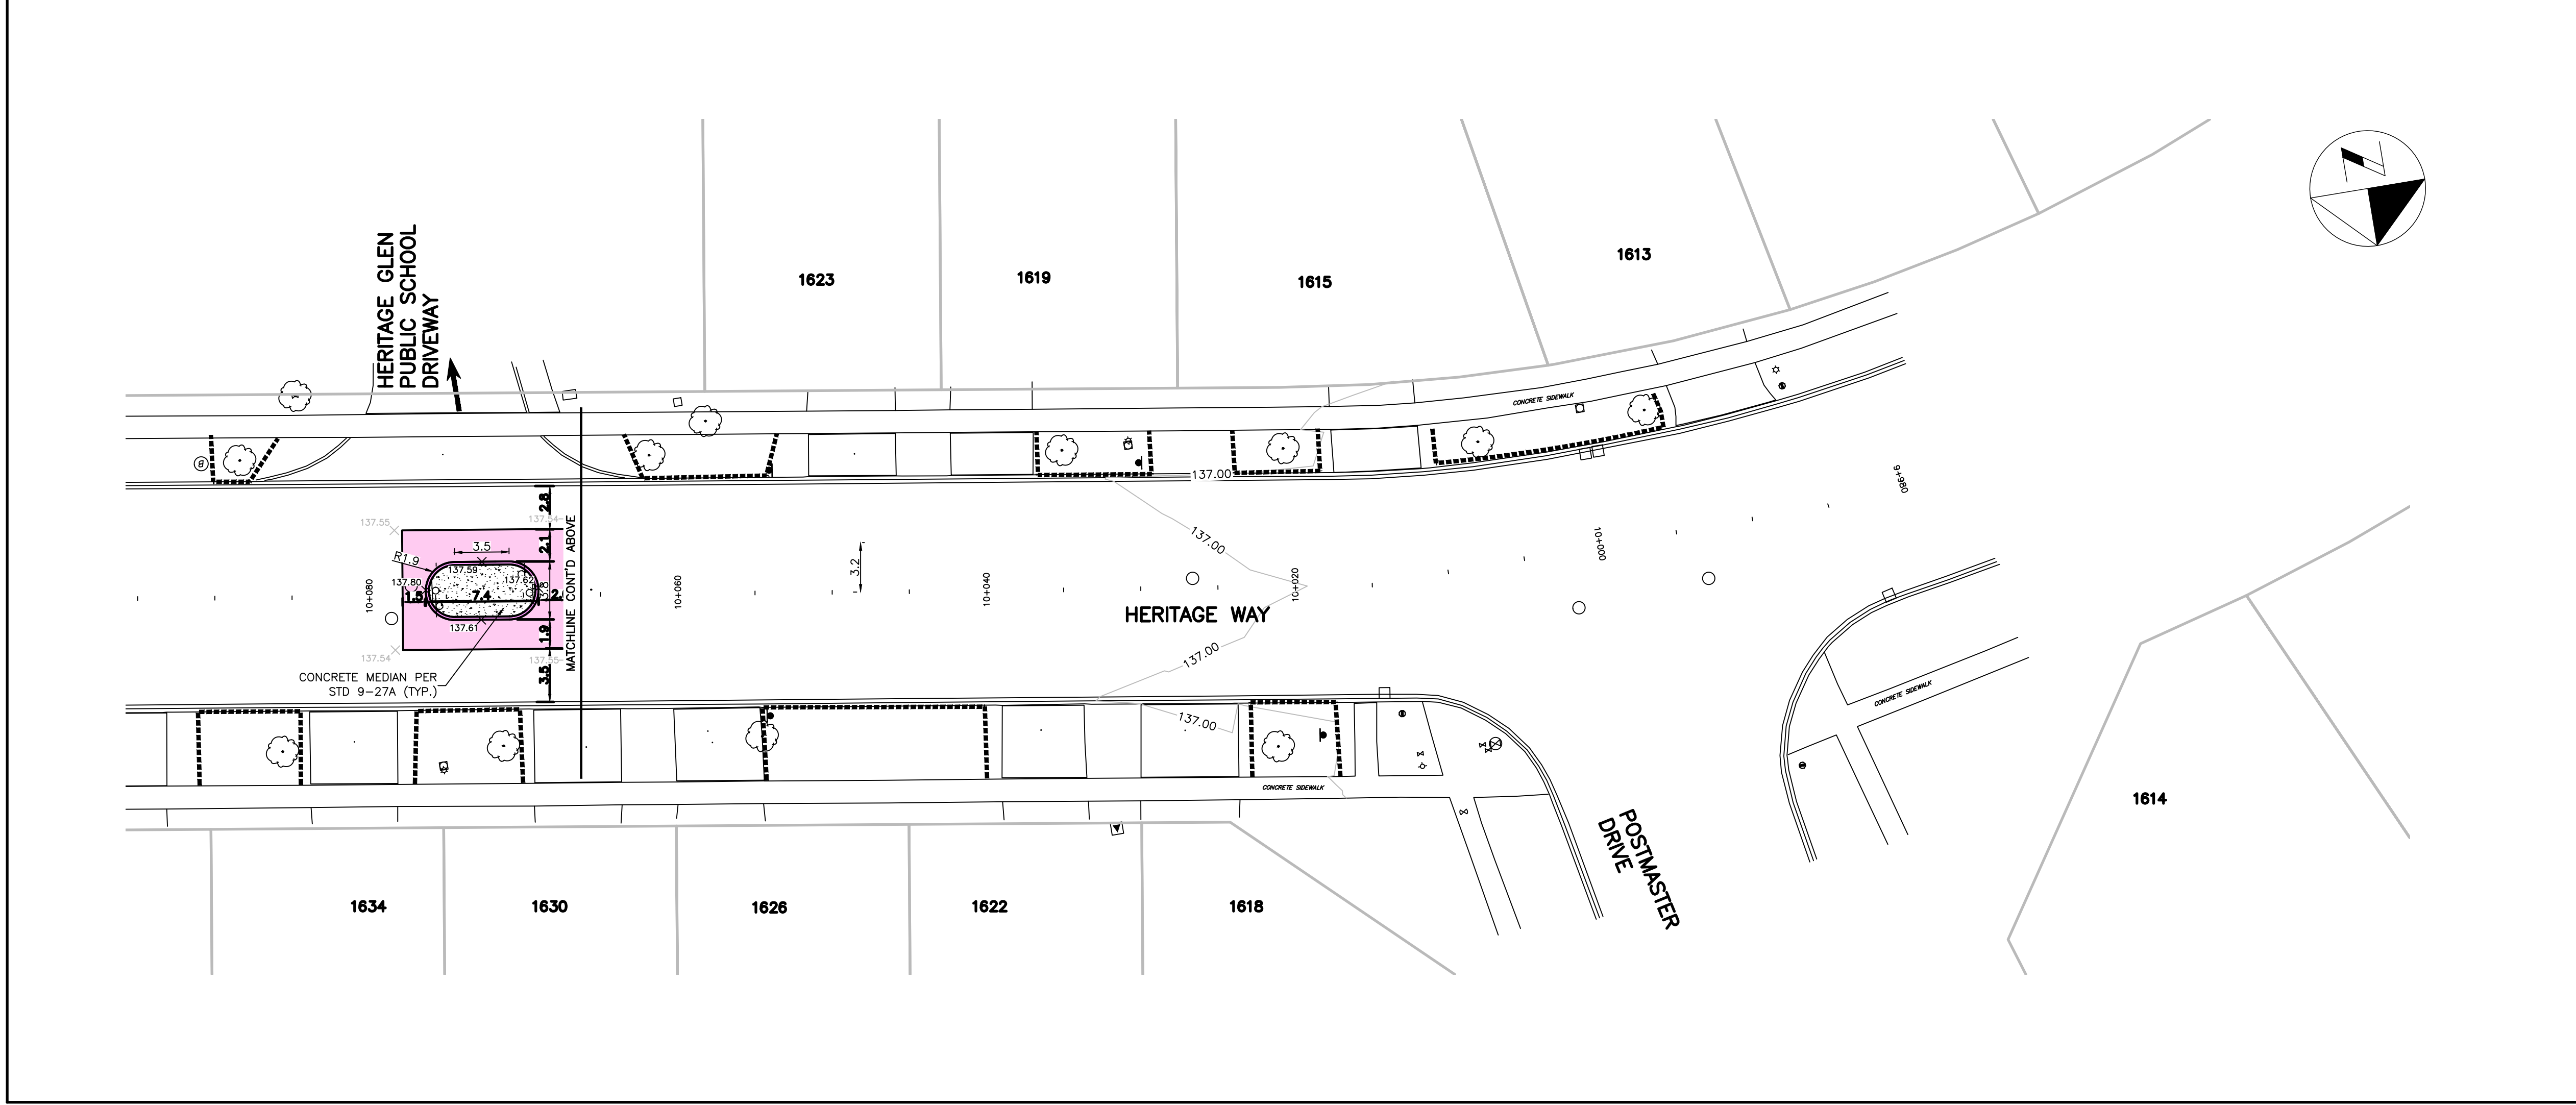 N
1623
1619
1615
1613
HERITAGE GLEN
PUBLIC SCHOOL
DRIVEWAY
CONCRETE SIDEWALK
B
137.00
9+980
2.8
137.55
137.54
MATCHLINE CONT'D ABOVE
2.1
3.5
R1.9
137.59
137.62
137.80
1.5
7.4
2.
3.8
137.61
1.9
137.54
137.55
3.5
10+080
10+060
3.2
10+040
137.00
10+020
10+000
HERITAGE WAY
137.00
CONCRETE MEDIAN PER
STD 9-27A (TYP.)
137.00
CONCRETE SIDEWALK
CONCRETE SIDEWALK
POSTMASTER
DRIVE
1614
1634
1630
1626
1622
1618